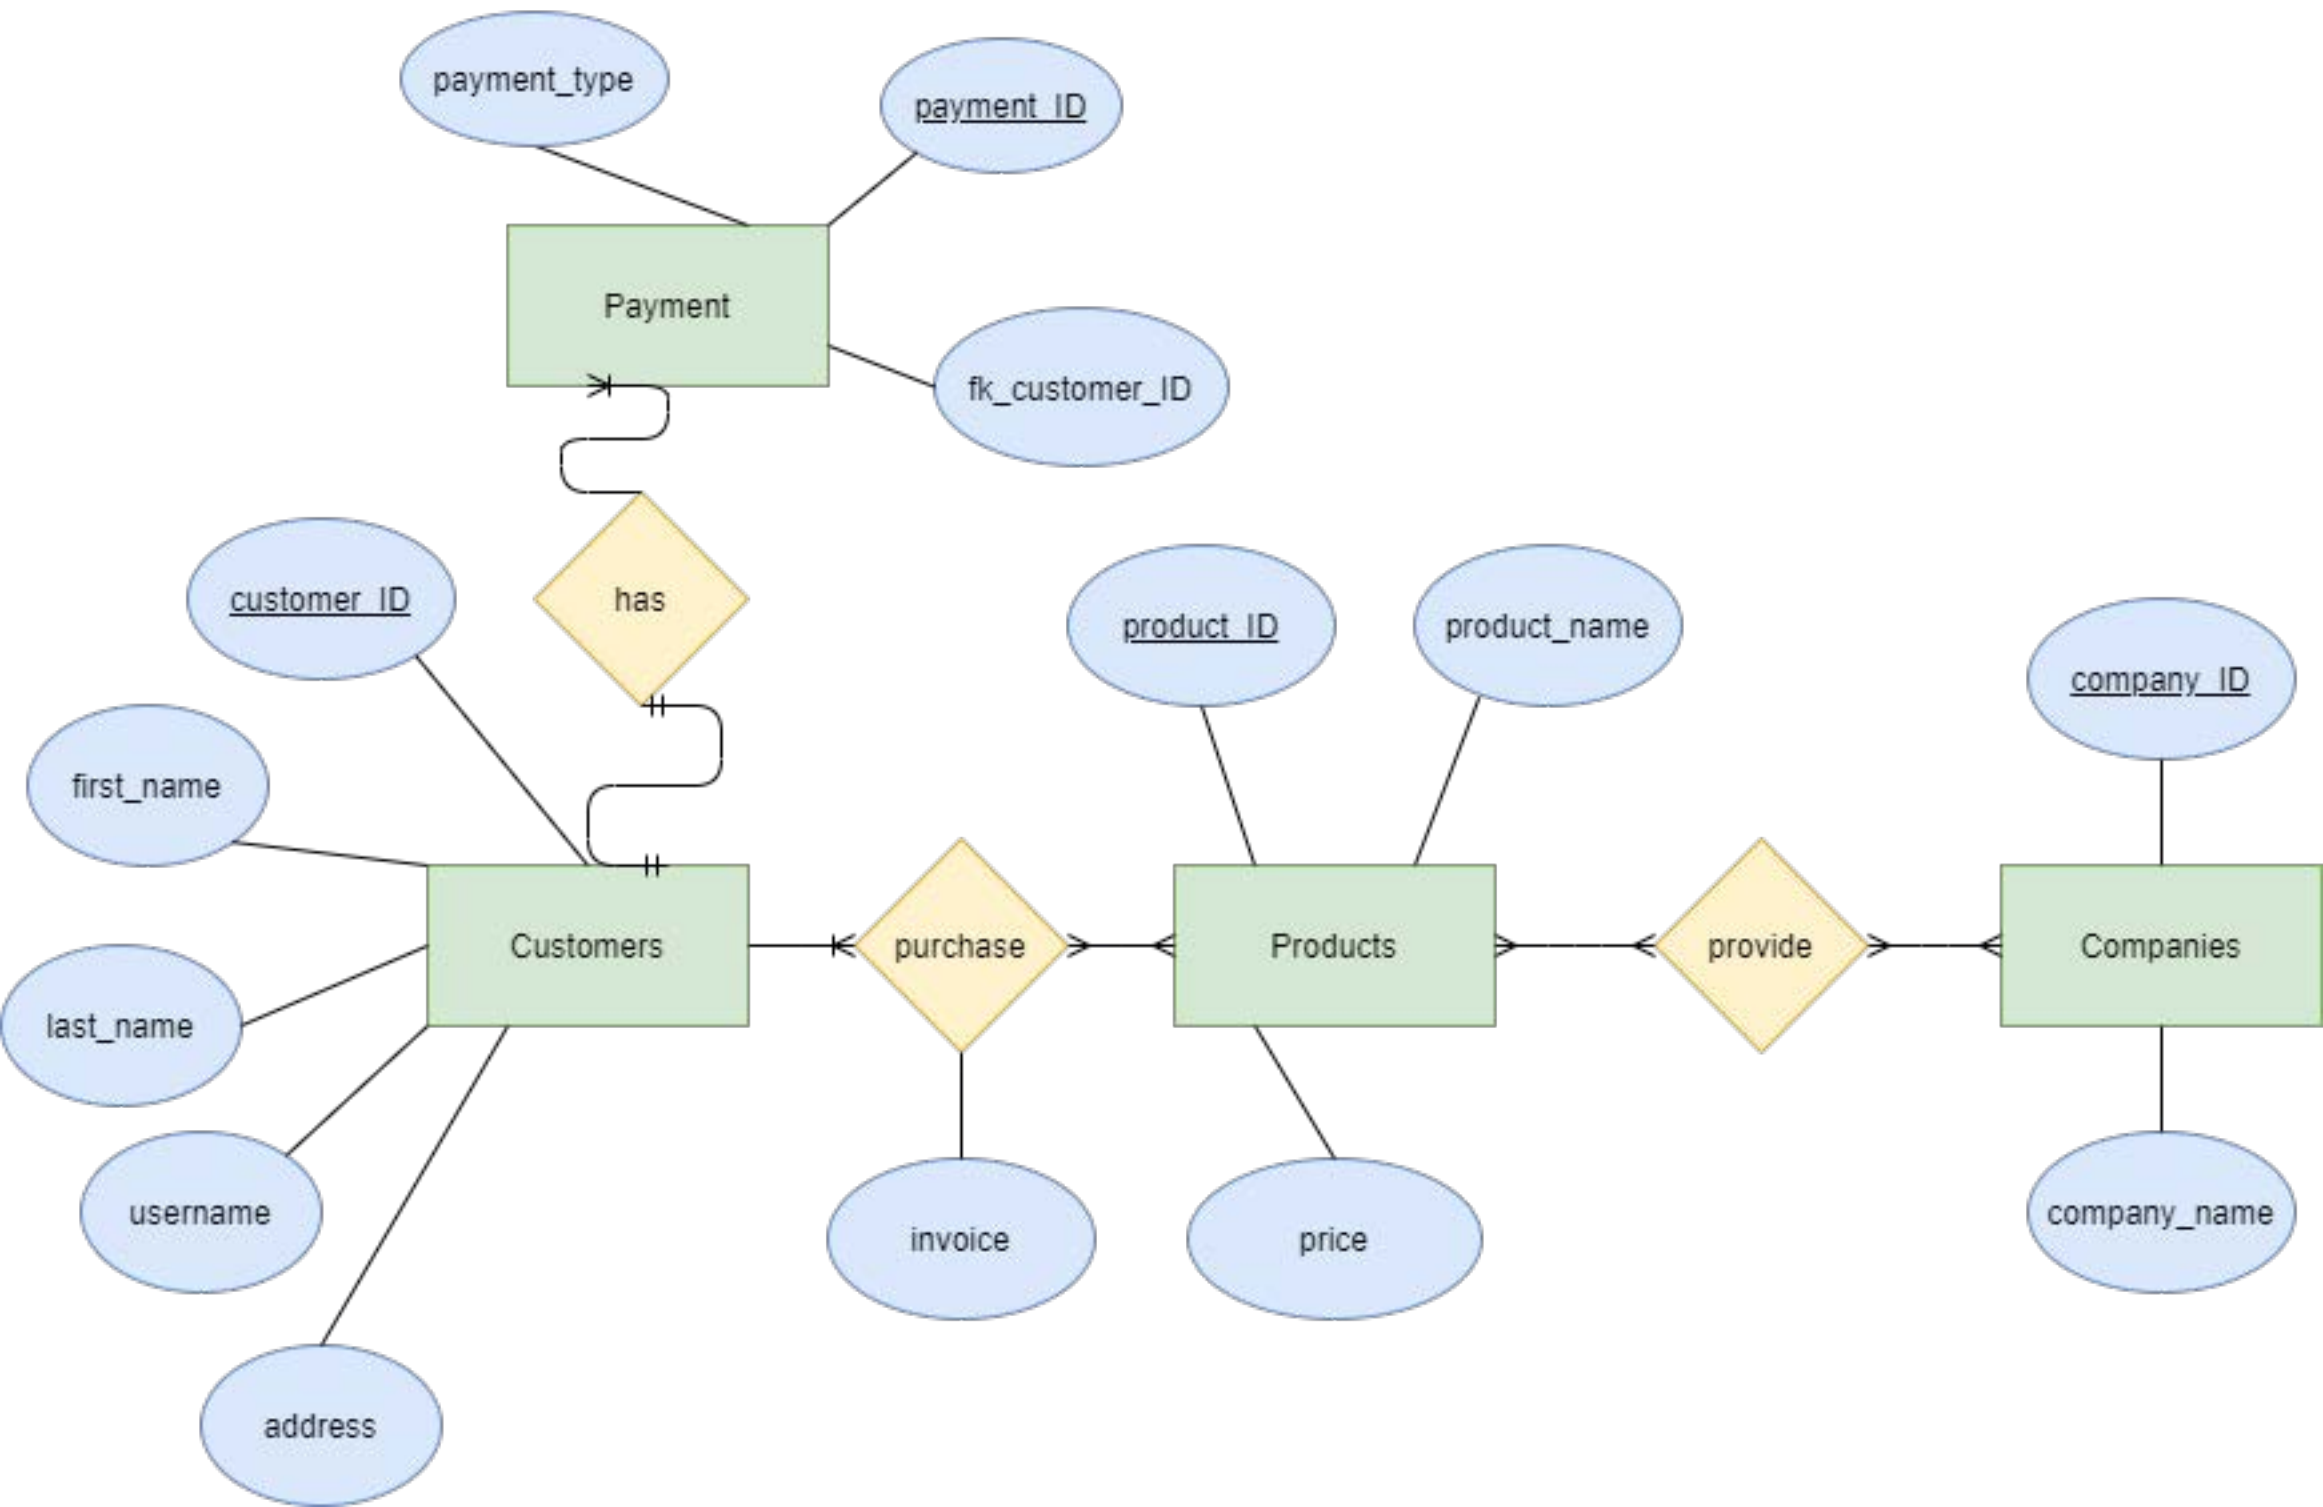 payment_type
payment_ID
Payment
fk_customer_ID
has
customer_ID
product_ID
product_name
company_ID
first_name
Customers
purchase
Products
provide
Companies
last_name
username
invoice
price
company_name
address